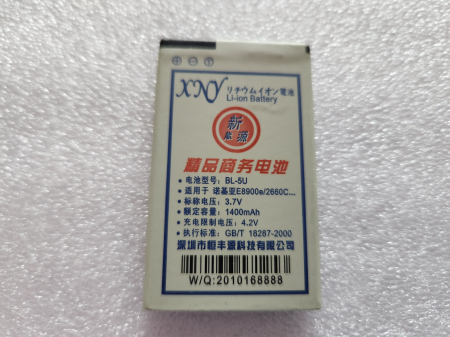 XNY リチウムイオン電池
Li-ion Battery
新能源
精品商务电池
电池型号: BL-5U
适用于 诺基亚E8900e/2660C...
标称电压: 3.7V
额定容量: 1400mAh
充电限制电压: 4.2V
执行标准: GB/T 18287-2000
深圳市恒丰源科技有限公司
W/Q:2010168888